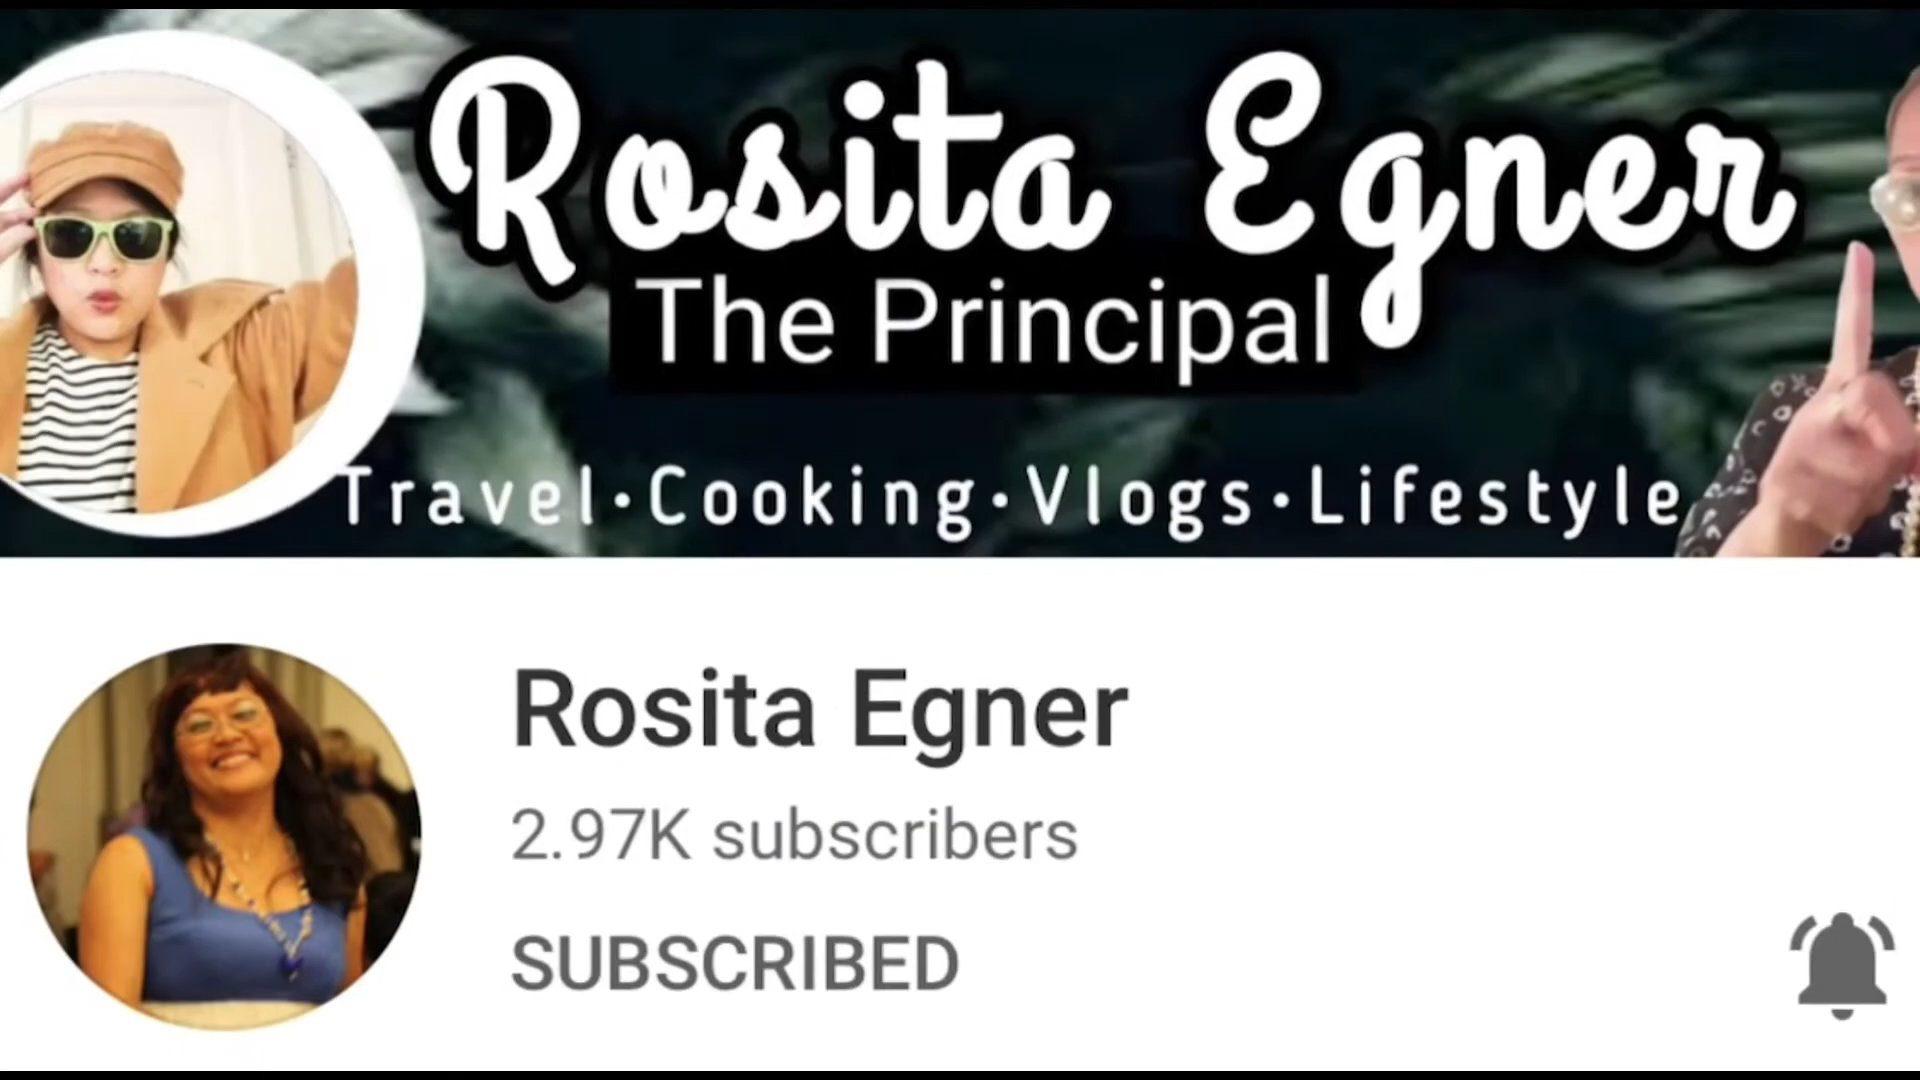 Rosita Egner
The Principal
Travel·Cooking·Vlogs·Lifestyle
Rosita Egner
2.97K subscribers
SUBSCRIBED